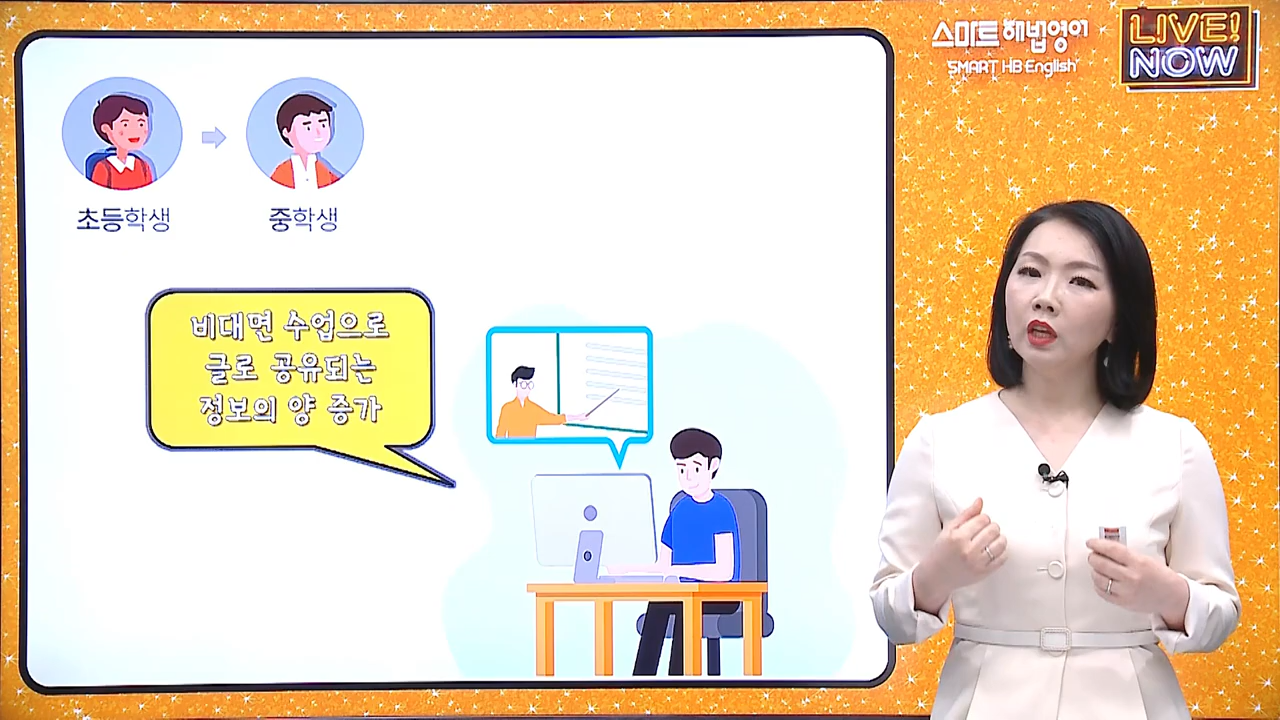 스마트 해법영어
SMART HB English
LIVE!
NOW
초등학생
중학생
비대면 수업으로
글로 공유되는
정보의 양 증가